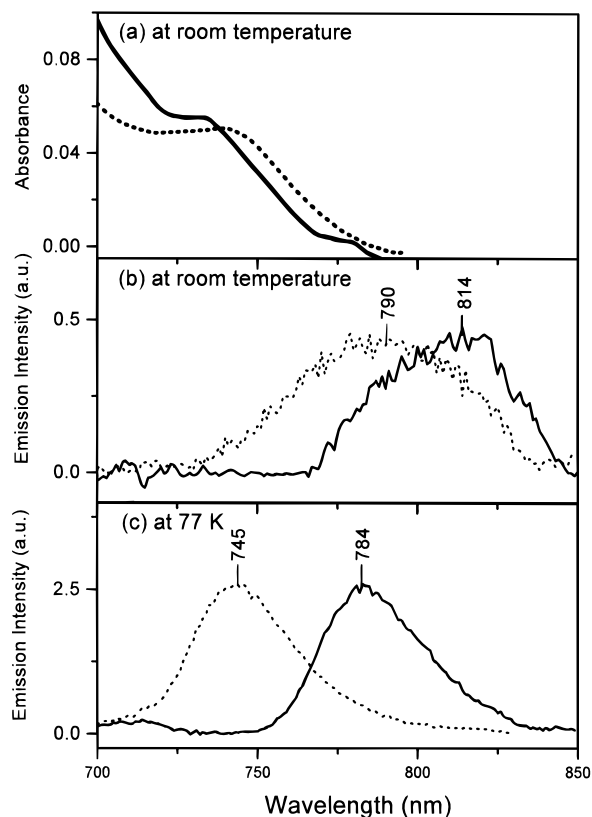 (a) at room temperature
Absorbance
0.08
0.04
0.00
(b) at room temperature
Emission Intensity (a.u.)
0.5
0.0
790
814
(c) at 77 K
Emission Intensity (a.u.)
2.5
0.0
745
784
700 750 800 850
Wavelength (nm)